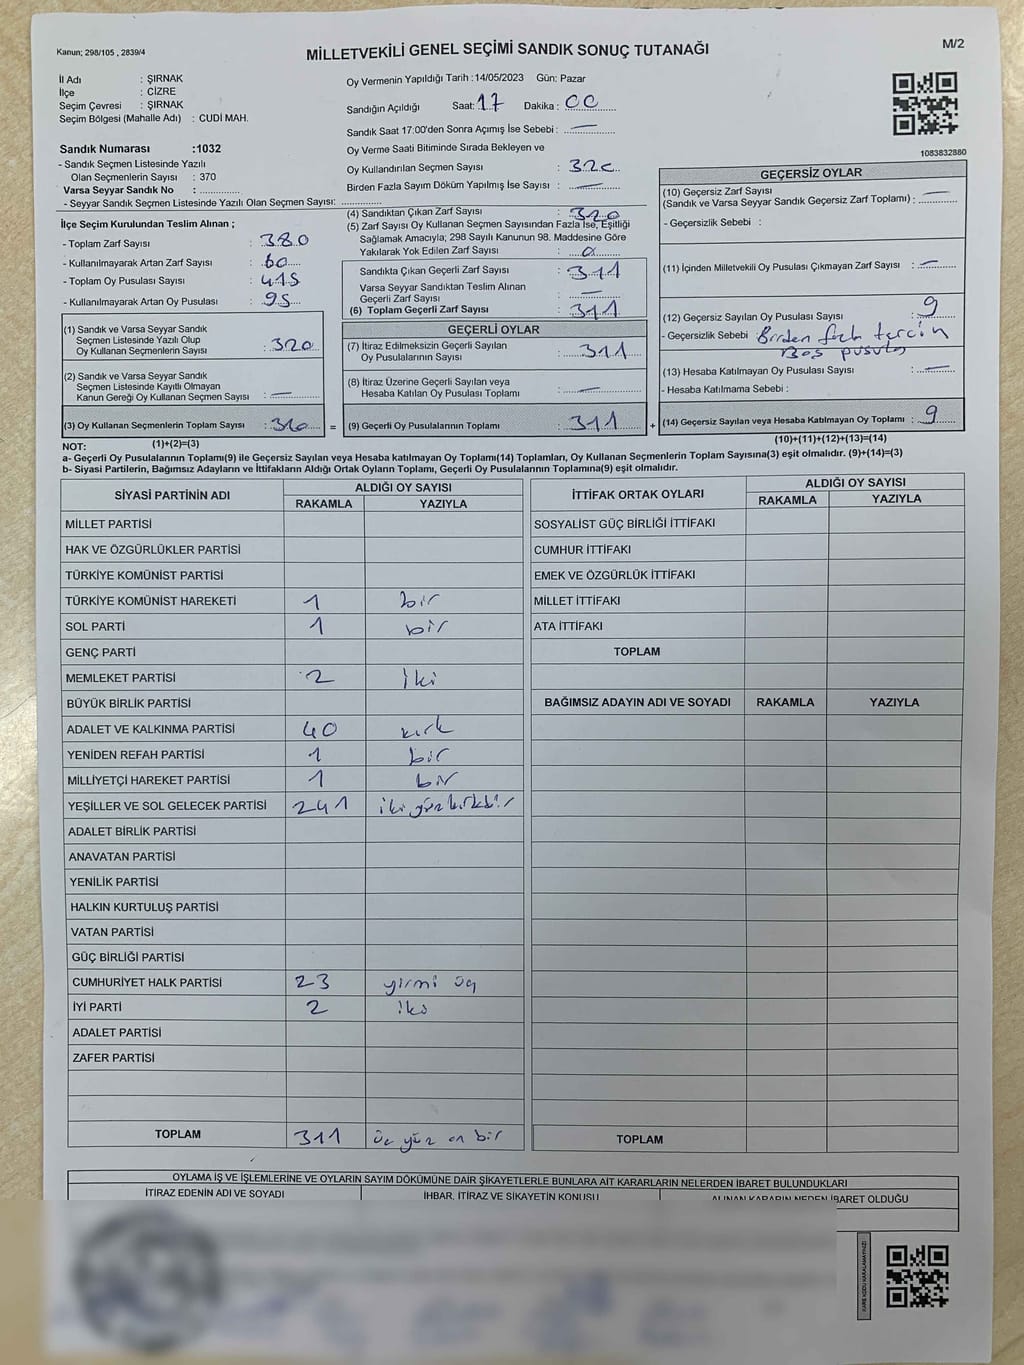 Kanun; 298/105 , 2839/4
MİLLETVEKİLİ GENEL SEÇİMİ SANDIK SONUÇ TUTANAĞI
M/2
İl Adı : ŞIRNAK
İlçe : CİZRE
Seçim Çevresi : ŞIRNAK
Seçim Bölgesi (Mahalle Adı) : CUDİ MAH.
Oy Vermenin Yapıldığı Tarih :14/05/2023 Gün: Pazar
Sandığın Açıldığı Saat: 17 Dakika : 00
Sandık Saat 17:00'den Sonra Açımış İse Sebebi : —
Oy Verme Saati Bitiminde Sırada Bekleyen ve
Oy Kullandırılan Seçmen Sayısı : 320
Birden Fazla Sayım Döküm Yapılmış İse Sayısı : —
1083832880
Sandık Numarası :1032
- Sandık Seçmen Listesinde Yazılı
Olan Seçmenlerin Sayısı : 370
Varsa Seyyar Sandık No : ..............
- Seyyar Sandık Seçmen Listesinde Yazılı Olan Seçmen Sayısı: ..............
İlçe Seçim Kurulundan Teslim Alınan ;
- Toplam Zarf Sayısı : 380
- Kullanılmayarak Artan Zarf Sayısı : 60
- Toplam Oy Pusulası Sayısı : 415
- Kullanılmayarak Artan Oy Pusulası : 95
(1) Sandık ve Varsa Seyyar Sandık
Seçmen Listesinde Yazılı Olup
Oy Kullanan Seçmenlerin Sayısı : 320
(2) Sandık ve Varsa Seyyar Sandık
Seçmen Listesinde Kayıtlı Olmayan
Kanun Gereği Oy Kullanan Seçmen Sayısı : —
(3) Oy Kullanan Seçmenlerin Toplam Sayısı : 320 =
(4) Sandıktan Çıkan Zarf Sayısı : 320
(5) Zarf Sayısı Oy Kullanan Seçmen Sayısından Fazla İse, Eşitliği
Sağlamak Amacıyla; 298 Sayılı Kanunun 98. Maddesine Göre
Yakılarak Yok Edilen Zarf Sayısı :
Sandıkta Çıkan Geçerli Zarf Sayısı : 311
Varsa Seyyar Sandıktan Teslim Alınan
Geçerli Zarf Sayısı : —
(6) Toplam Geçerli Zarf Sayısı : 311
GEÇERLİ OYLAR
(7) İtiraz Edilmeksizin Geçerli Sayılan
Oy Pusulalarının Sayısı : 311
(8) İtiraz Üzerine Geçerli Sayılan veya
Hesaba Katılan Oy Pusulası Toplamı : —
(9) Geçerli Oy Pusulalarının Toplamı : 311 +
GEÇERSİZ OYLAR
(10) Geçersiz Zarf Sayısı
(Sandık ve Varsa Seyyar Sandık Geçersiz Zarf Toplamı) : —
- Geçersizlik Sebebi :
(11) İçinden Milletvekili Oy Pusulası Çıkmayan Zarf Sayısı : —
(12) Geçersiz Sayılan Oy Pusulası Sayısı : 9
- Geçersizlik Sebebi : Birden fazla tercih
Boş pusula
(13) Hesaba Katılmayan Oy Pusulası Sayısı : —
- Hesaba Katılmama Sebebi :
(14) Geçersiz Sayılan veya Hesaba Katılmayan Oy Toplamı : 9
NOT: (1)+(2)=(3)
(10)+(11)+(12)+(13)=(14)
a- Geçerli Oy Pusulalarının Toplamı(9) ile Geçersiz Sayılan veya Hesaba katılmayan Oy Toplamı(14) Toplamları, Oy Kullanan Seçmenlerin Toplam Sayısına(3) eşit olmalıdır. (9)+(14)=(3)
b- Siyasi Partilerin, Bağımsız Adayların ve İttifakların Aldığı Ortak Oyların Toplamı, Geçerli Oy Pusulalarının Toplamına(9) eşit olmalıdır.
SİYASİ PARTİNİN ADI ALDIĞI OY SAYISI
RAKAMLA YAZIYLA
MİLLET PARTİSİ
HAK VE ÖZGÜRLÜKLER PARTİSİ
TÜRKİYE KOMÜNİST PARTİSİ
TÜRKİYE KOMÜNİST HAREKETİ 1 bir
SOL PARTİ 1 bir
GENÇ PARTİ
MEMLEKET PARTİSİ 2 iki
BÜYÜK BİRLİK PARTİSİ
ADALET VE KALKINMA PARTİSİ 40 kırk
YENİDEN REFAH PARTİSİ 1 bir
MİLLİYETÇİ HAREKET PARTİSİ 1 bir
YEŞİLLER VE SOL GELECEK PARTİSİ 241 iki yüz kırk bir
ADALET BİRLİK PARTİSİ
ANAVATAN PARTİSİ
YENİLİK PARTİSİ
HALKIN KURTULUŞ PARTİSİ
VATAN PARTİSİ
GÜÇ BİRLİĞİ PARTİSİ
CUMHURİYET HALK PARTİSİ 23 yirmi üç
İYİ PARTİ 2 iki
ADALET PARTİSİ
ZAFER PARTİSİ
TOPLAM 311 üç yüz on bir
İTTİFAK ORTAK OYLARI ALDIĞI OY SAYISI
RAKAMLA YAZIYLA
SOSYALİST GÜÇ BİRLİĞİ İTTİFAKI
CUMHUR İTTİFAKI
EMEK VE ÖZGÜRLÜK İTTİFAKI
MİLLET İTTİFAKI
ATA İTTİFAKI
TOPLAM
BAĞIMSIZ ADAYIN ADI VE SOYADI RAKAMLA YAZIYLA
TOPLAM
OYLAMA İŞ VE İŞLEMLERİNE VE OYLARIN SAYIM DÖKÜMÜNE DAİR ŞİKAYETLERLE BUNLARA AİT KARARLARIN NELERDEN İBARET BULUNDUKLARI
İTİRAZ EDENİN ADI VE SOYADI İHBAR, İTİRAZ VE ŞİKAYETİN KONUSU ALINAN KARARIN NEDEN İBARET OLDUĞU
KARE KODU KARALAMAYINIZ!